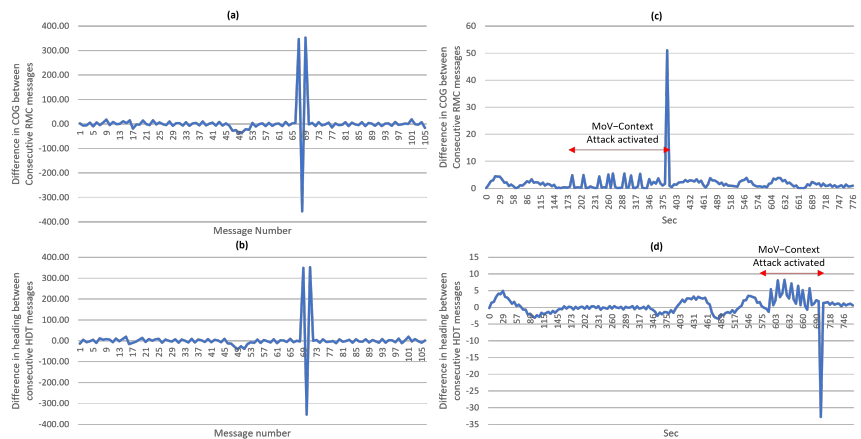 (a)
Difference in COG between
Consecutive RMC messages
400.00
300.00
200.00
100.00
0.00
-100.00
-200.00
-300.00
-400.00
1 5 9 13 17 21 25 29 33 37 41 45 49 53 57 61 65 69 73 77 81 85 89 93 97 101 105
Message Number
(b)
Difference in heading between
consecutive HDT messages
400.00
300.00
200.00
100.00
0.00
-100.00
-200.00
-300.00
-400.00
1 5 9 13 17 21 25 29 33 37 41 45 49 53 57 61 65 69 73 77 81 85 89 93 97 101 105
Message number
(c)
Difference in COG between
Consecutive RMC messages
60
50
40
30
20
10
0
MoV-Context
Attack activated
0 29 58 86 115 144 173 202 231 260 288 317 346 375 403 432 461 489 518 546 575 604 632 661 689 718 776
Sec
(d)
Difference in heading between
consecutive HDT messages
15
10
5
0
-5
-10
-15
-20
-25
-30
-35
MoV-Context
Attack activated
0 29 57 86 116 145 173 202 231 260 289 317 346 375 403 432 461 517 546 575 603 632 661 690 718 746
Sec